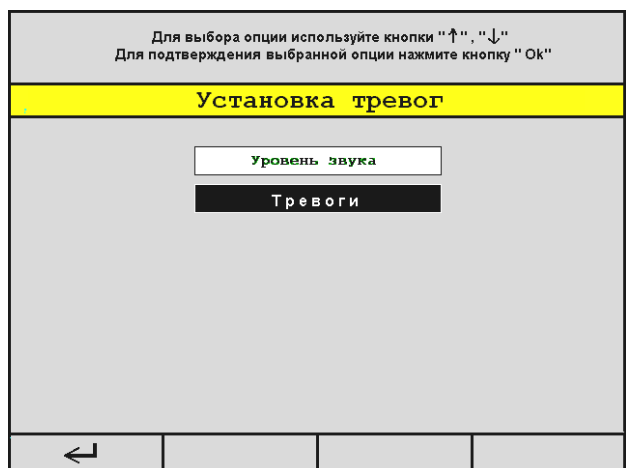 Для выбора опции используйте кнопки "↑", "↓"
Для подтверждения выбранной опции нажмите кнопку "Ok"
Установка тревог
Уровень звука
Тревоги